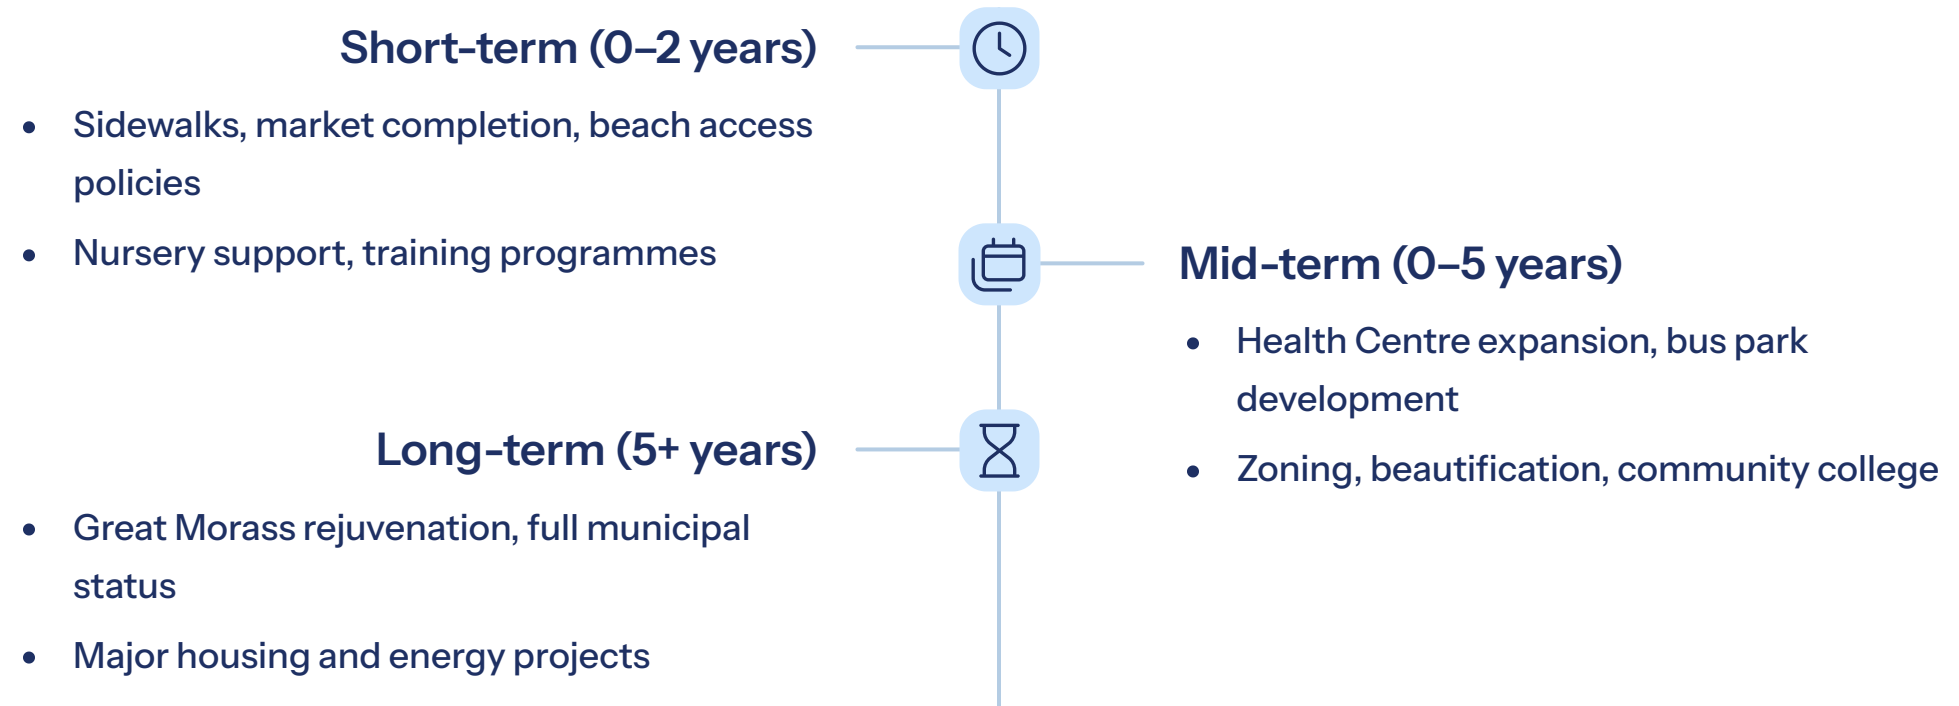 Short-term (0–2 years)
• Sidewalks, market completion, beach access
policies
• Nursery support, training programmes
Mid-term (0–5 years)
• Health Centre expansion, bus park
development
• Zoning, beautification, community college
Long-term (5+ years)
• Great Morass rejuvenation, full municipal
status
• Major housing and energy projects